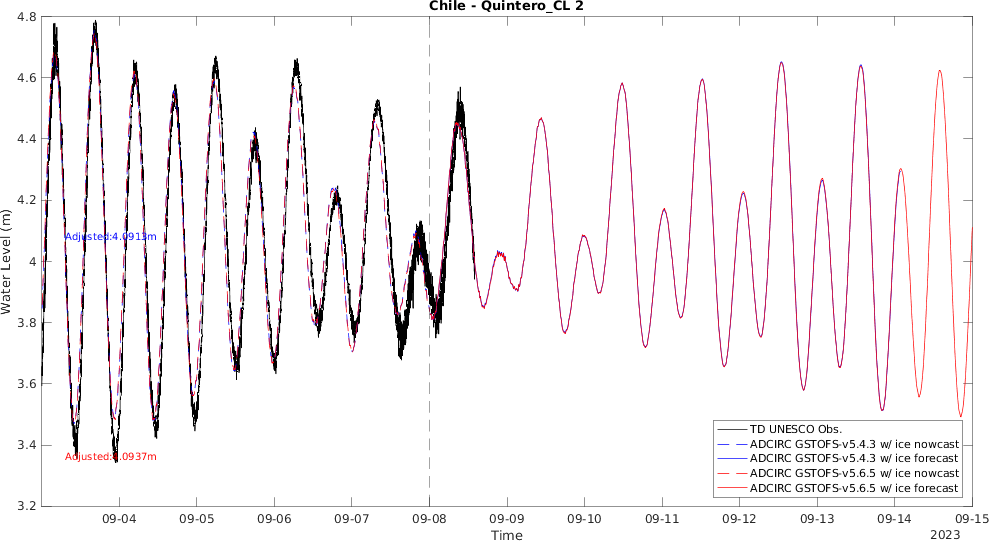 Chile - Quintero_CL 2
4.8
4.6
4.4
4.2
4
3.8
3.6
3.4
3.2
Water Level (m)
Adjusted:4.0913m
Adjusted:4.0937m
TD UNESCO Obs.
ADCIRC GSTOFS-v5.4.3 w/ ice nowcast
ADCIRC GSTOFS-v5.4.3 w/ ice forecast
ADCIRC GSTOFS-v5.6.5 w/ ice nowcast
ADCIRC GSTOFS-v5.6.5 w/ ice forecast
09-04 09-05 09-06 09-07 09-08 09-09 09-10 09-11 09-12 09-13 09-14 09-15
Time
2023